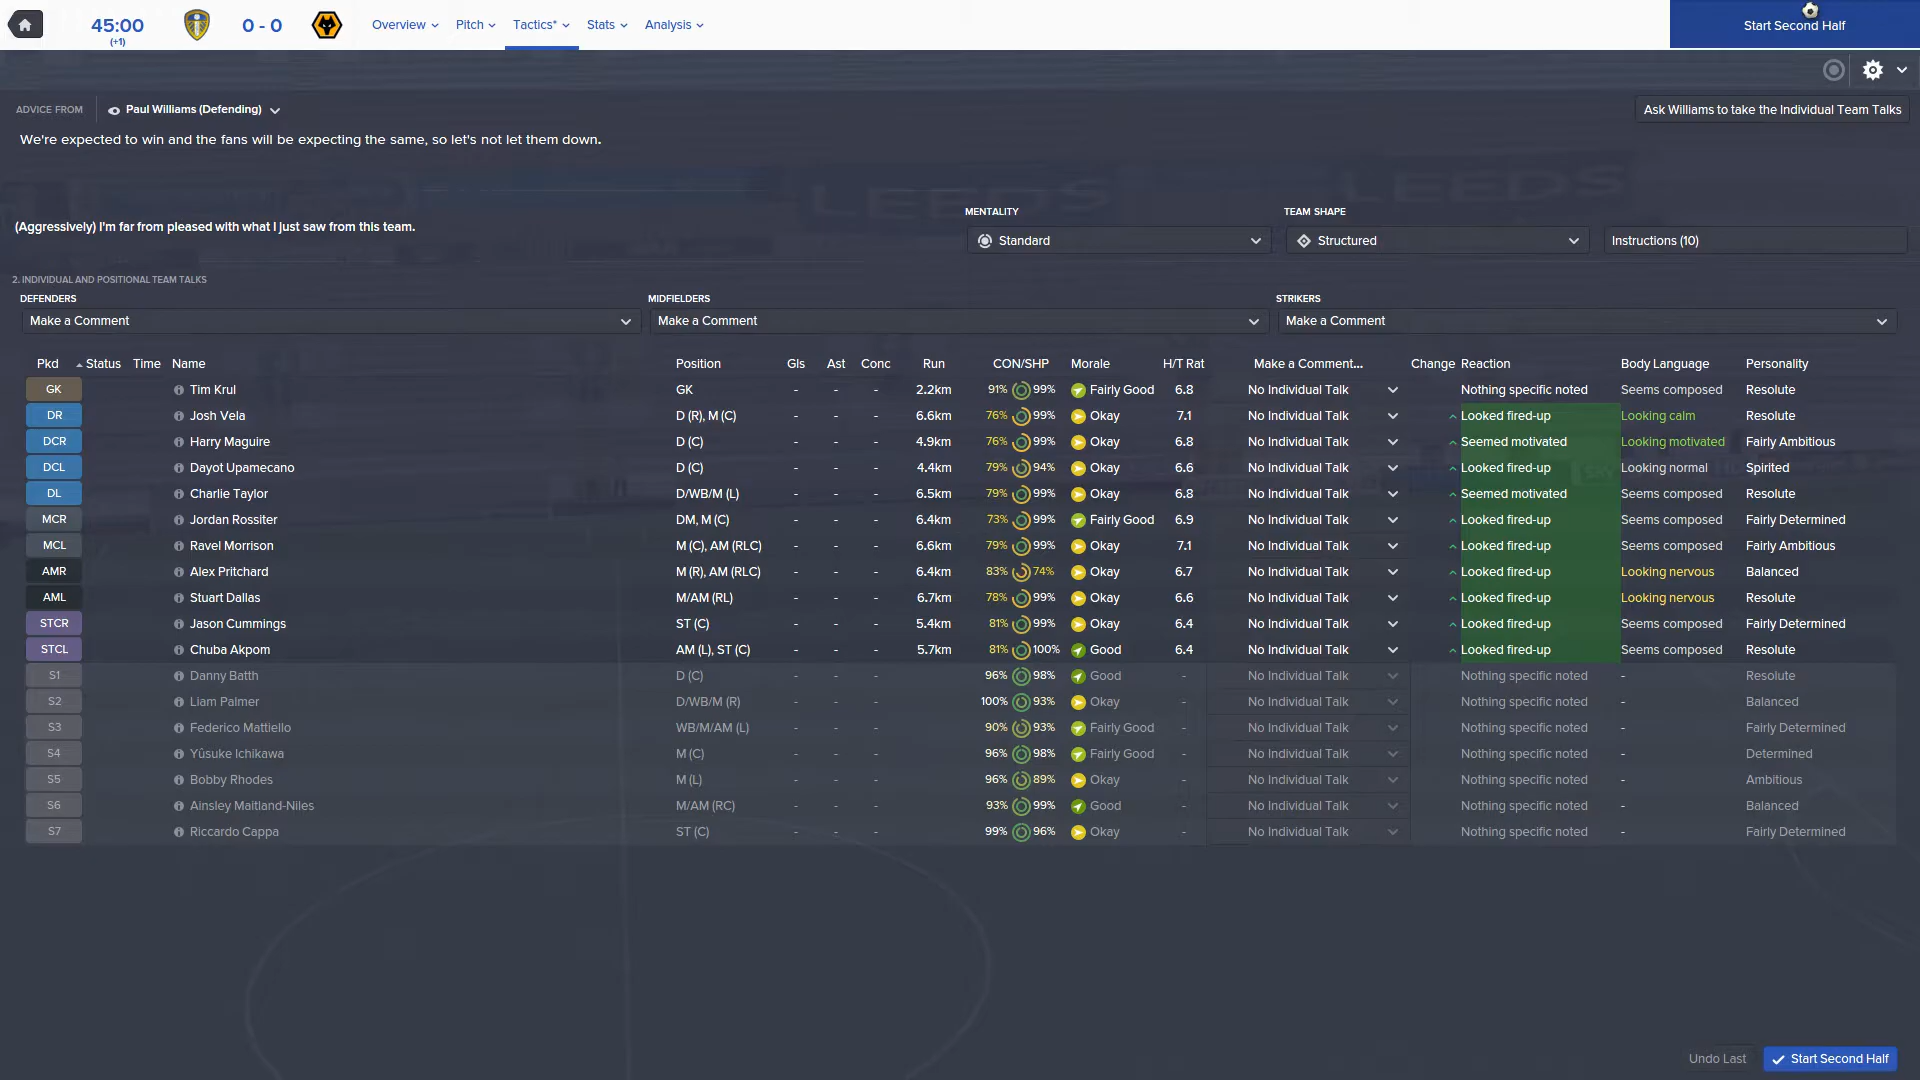 45:00
(+1)
0 - 0
Overview
Pitch
Tactics*
Stats
Analysis
Start Second Half
ADVICE FROM
Paul Williams (Defending)
Ask Williams to take the Individual Team Talks
We're expected to win and the fans will be expecting the same, so let's not let them down.
LEEDS
LEEDS
(Aggressively) I'm far from pleased with what I just saw from this team.
MENTALITY
Standard
TEAM SHAPE
Structured
Instructions (10)
2. INDIVIDUAL AND POSITIONAL TEAM TALKS
DEFENDERS
Make a Comment
MIDFIELDERS
Make a Comment
STRIKERS
Make a Comment
Pkd Status Time Name Position Gls Ast Conc Run CON/SHP Morale H/T Rat Make a Comment... Change Reaction Body Language Personality
GK Tim Krul GK - - - 2.2km 91% 99% Fairly Good 6.8 No Individual Talk Nothing specific noted Seems composed Resolute
DR Josh Vela D (R), M (C) - - - 6.6km 76% 99% Okay 7.1 No Individual Talk Looked fired-up Looking calm Resolute
DCR Harry Maguire D (C) - - - 4.9km 76% 99% Okay 6.8 No Individual Talk Seemed motivated Looking motivated Fairly Ambitious
DCL Dayot Upamecano D (C) - - - 4.4km 79% 94% Okay 6.6 No Individual Talk Looked fired-up Looking normal Spirited
DL Charlie Taylor D/WB/M (L) - - - 6.5km 79% 99% Okay 6.8 No Individual Talk Seemed motivated Seems composed Resolute
MCR Jordan Rossiter DM, M (C) - - - 6.4km 73% 99% Fairly Good 6.9 No Individual Talk Looked fired-up Seems composed Fairly Determined
MCL Ravel Morrison M (C), AM (RLC) - - - 6.6km 79% 99% Okay 7.1 No Individual Talk Looked fired-up Seems composed Fairly Ambitious
AMR Alex Pritchard M (R), AM (RLC) - - - 6.4km 83% 74% Okay 6.7 No Individual Talk Looked fired-up Looking nervous Balanced
AML Stuart Dallas M/AM (RL) - - - 6.7km 78% 99% Okay 6.6 No Individual Talk Looked fired-up Looking nervous Resolute
STCR Jason Cummings ST (C) - - - 5.4km 81% 99% Okay 6.4 No Individual Talk Looked fired-up Seems composed Fairly Determined
STCL Chuba Akpom AM (L), ST (C) - - - 5.7km 81% 100% Good 6.4 No Individual Talk Looked fired-up Seems composed Resolute
S1 Danny Batth D (C) - - - 96% 98% Good - No Individual Talk Nothing specific noted - Resolute
S2 Liam Palmer D/WB/M (R) - - - 100% 93% Okay - No Individual Talk Nothing specific noted - Balanced
S3 Federico Mattiello WB/M/AM (L) - - - 90% 93% Fairly Good - No Individual Talk Nothing specific noted - Fairly Determined
S4 Yûsuke Ichikawa M (C) - - - 96% 98% Fairly Good - No Individual Talk Nothing specific noted - Determined
S5 Bobby Rhodes M (L) - - - 96% 89% Okay - No Individual Talk Nothing specific noted - Ambitious
S6 Ainsley Maitland-Niles M/AM (RC) - - - 93% 99% Good - No Individual Talk Nothing specific noted - Balanced
S7 Riccardo Cappa ST (C) - - - 99% 96% Okay - No Individual Talk Nothing specific noted - Fairly Determined
Undo Last
Start Second Half